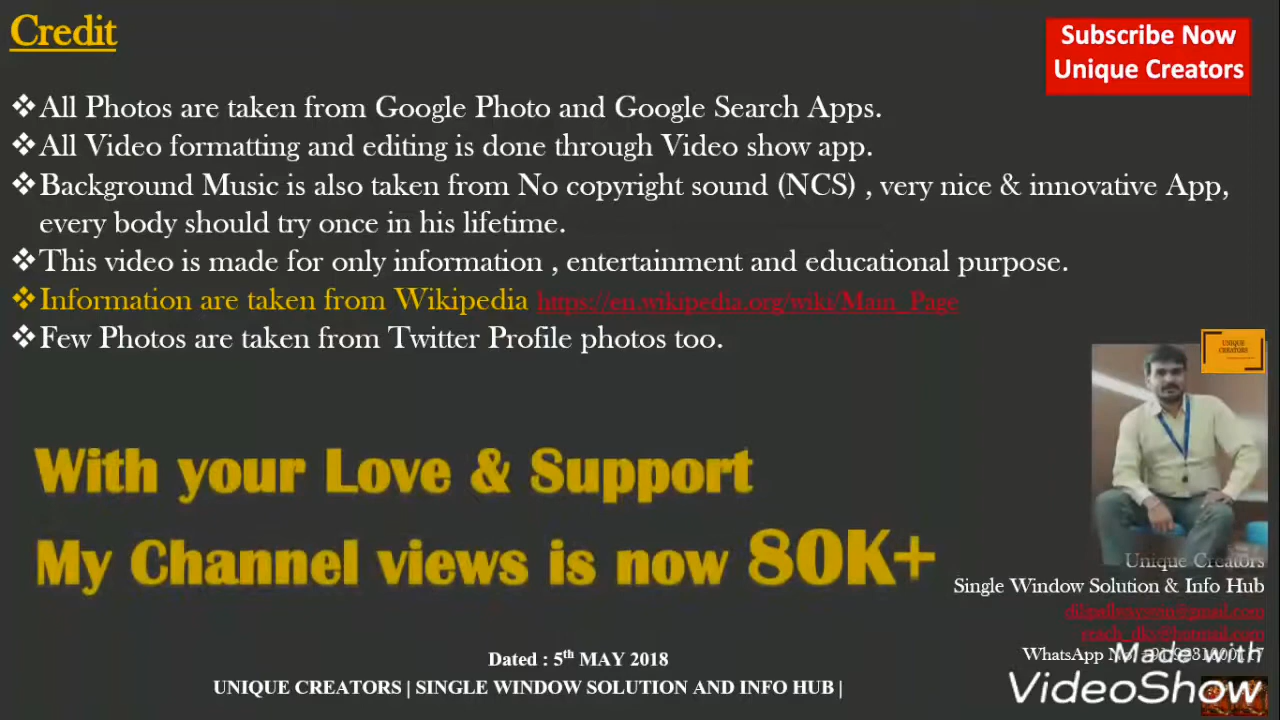 Credit
Subscribe Now
Unique Creators
❖All Photos are taken from Google Photo and Google Search Apps.
❖All Video formatting and editing is done through Video show app.
❖Background Music is also taken from No copyright sound (NCS) , very nice & innovative App,
every body should try once in his lifetime.
❖This video is made for only information , entertainment and educational purpose.
❖Information are taken from Wikipedia https://en.wikipedia.org/wiki/Main_Page
❖Few Photos are taken from Twitter Profile photos too.
UNIQUE
CREATORS
With your Love & Support
My Channel views is now 80K+
Unique Creators
Single Window Solution & Info Hub
WhatsApp No
Made with
VideoShow
Dated : 5th MAY 2018
UNIQUE CREATORS | SINGLE WINDOW SOLUTION AND INFO HUB |